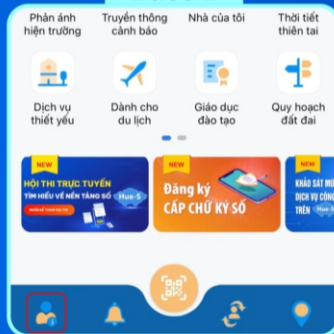 Phản ánh hiện trường
Truyền thông cảnh báo
Nhà của tôi
Thời tiết thiên tai
Dịch vụ thiết yếu
Dành cho du lịch
Giáo dục đào tạo
Quy hoạch đất đai
NEW
HỘI THI TRỰC TUYẾN
TÌM HIỂU VỀ NỀN TẢNG SỐ Hue-S
NEW
Đăng ký
CẤP CHỮ KÝ SỐ
NEW
KHẢO SÁT MỨ
DỊCH VỤ CÔNG
TRÊN Hue-S